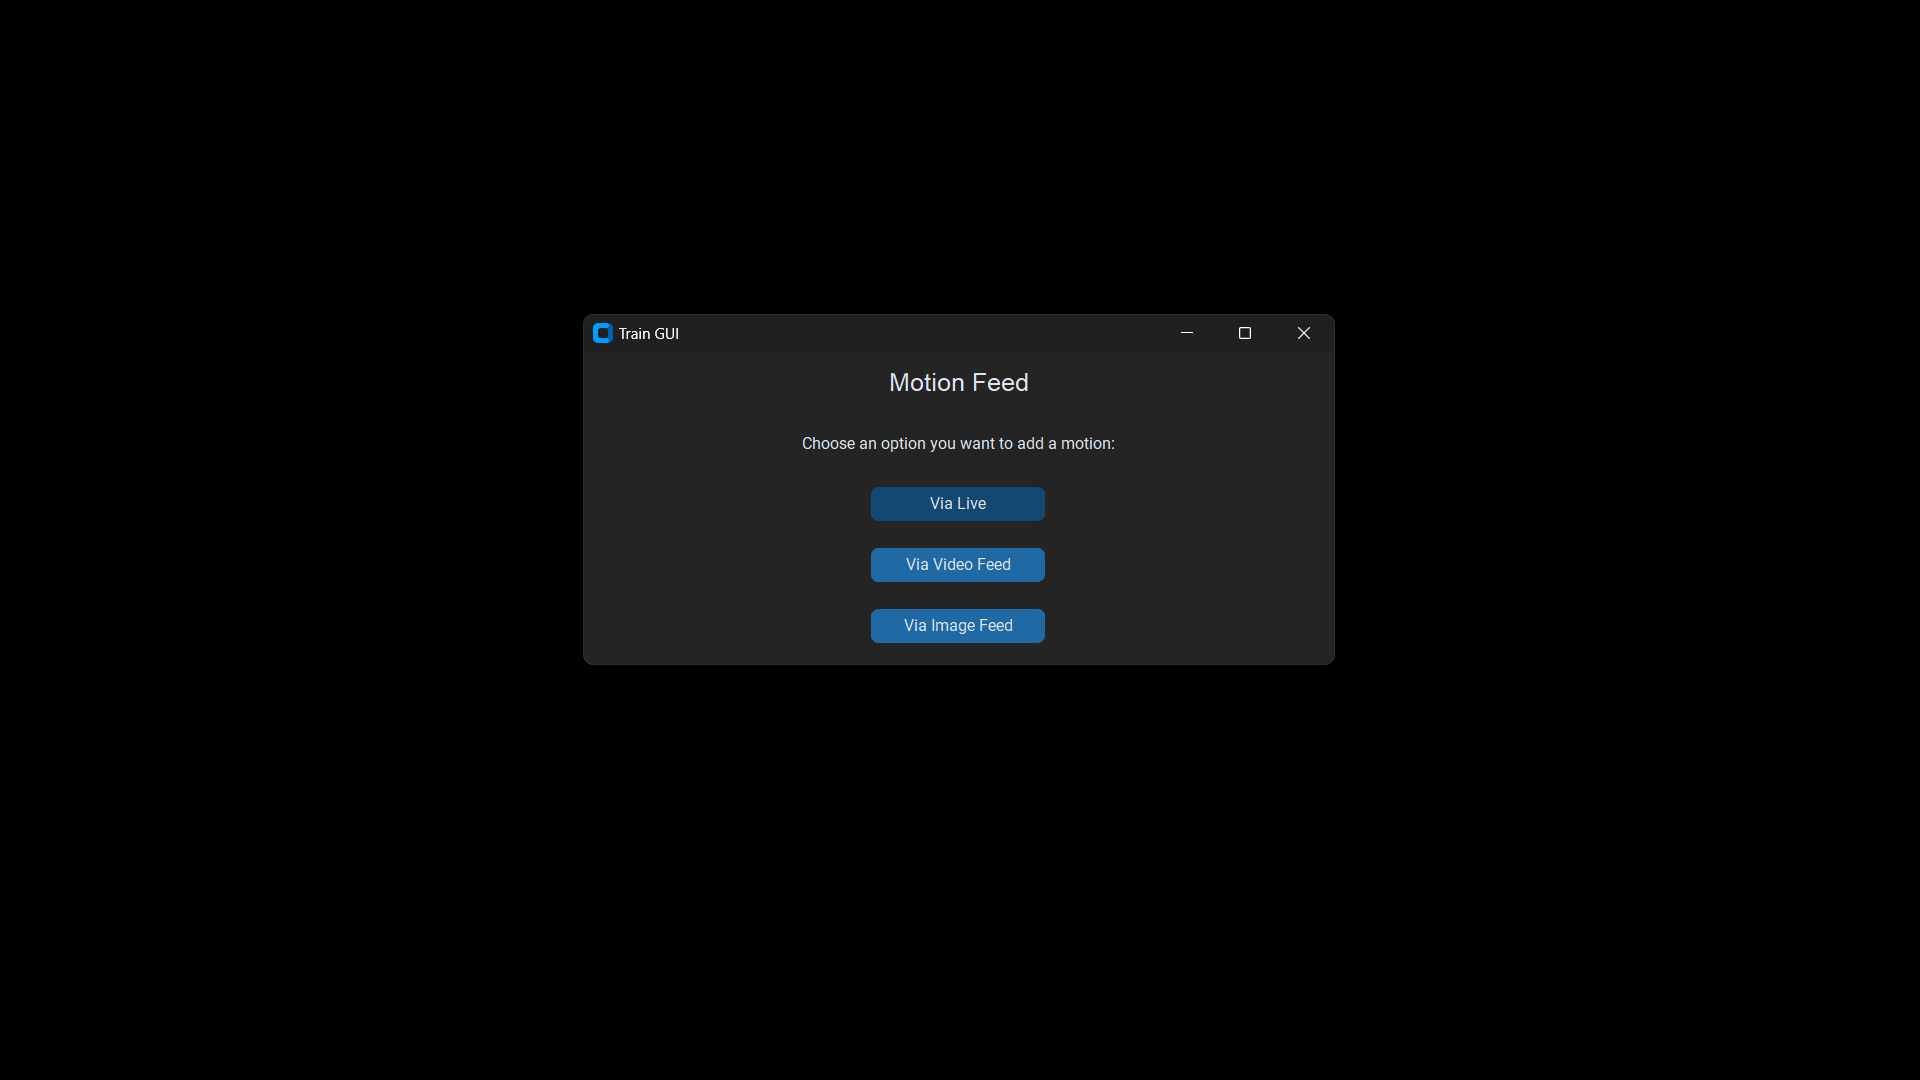 Train GUI
Motion Feed
Choose an option you want to add a motion:
Via Live
Via Video Feed
Via Image Feed